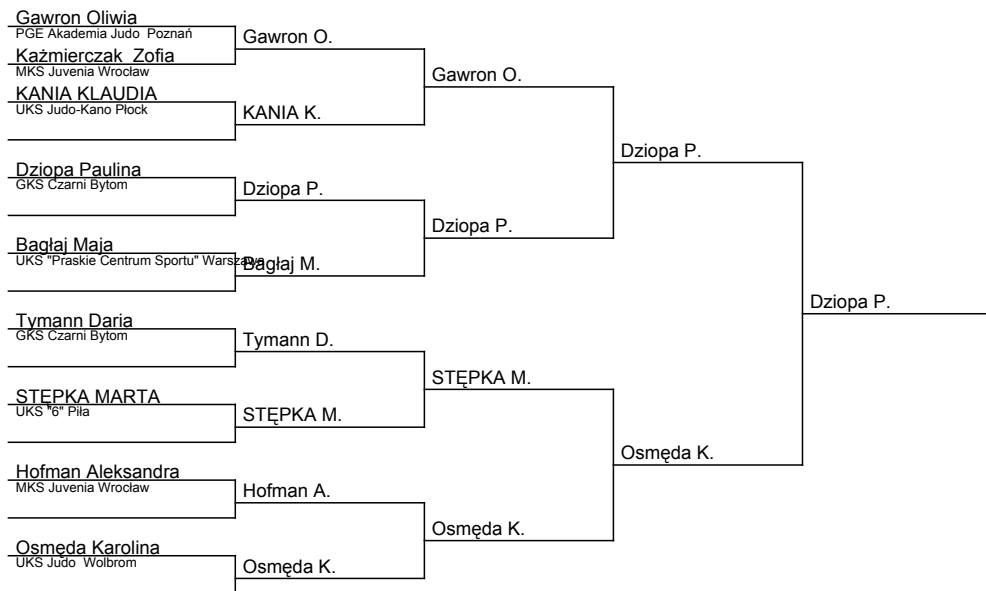 Gawron Oliwia
PGE Akademia Judo Poznań
Kaźmierczak Zofia
MKS Juvenia Wrocław
KANIA KLAUDIA
UKS Judo-Kano Płock
Dziopa Paulina
GKS Czarni Bytom
Bagłaj Maja
UKS "Praskie Centrum Sportu" Warszawa
Tymann Daria
GKS Czarni Bytom
STĘPKA MARTA
UKS "6" Piła
Hofman Aleksandra
MKS Juvenia Wrocław
Osmęda Karolina
UKS Judo Wolbrom
Gawron O.
KANIA K.
Dziopa P.
Bagłaj M.
Tymann D.
STĘPKA M.
Hofman A.
Osmęda K.
Gawron O.
Dziopa P.
STĘPKA M.
Osmęda K.
Dziopa P.
Osmęda K.
Dziopa P.